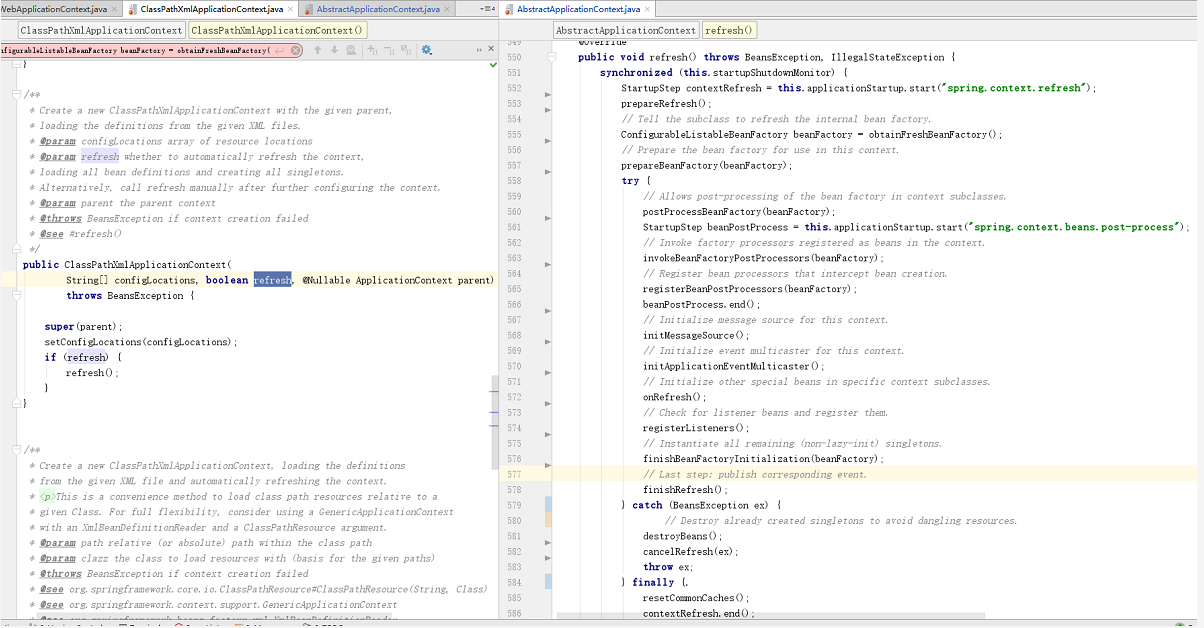 WebApplicationContext.java
ClassPathXmlApplicationContext.java
AbstractApplicationContext.java
ClassPathXmlApplicationContext
ClassPathXmlApplicationContext()
nfigurableListableBeanFactory beanFactory = obtainFreshBeanFactory(
}
/**
* Create a new ClassPathXmlApplicationContext with the given parent,
* loading the definitions from the given XML files.
* @param configLocations array of resource locations
* @param refresh whether to automatically refresh the context,
* loading all bean definitions and creating all singletons.
* Alternatively, call refresh manually after further configuring the context.
* @param parent the parent context
* @throws BeansException if context creation failed
* @see #refresh()
*/
public ClassPathXmlApplicationContext(
String[] configLocations, boolean refresh, @Nullable ApplicationContext parent)
throws BeansException {
super(parent);
setConfigLocations(configLocations);
if (refresh) {
refresh();
}
}
/**
* Create a new ClassPathXmlApplicationContext, loading the definitions
* from the given XML file and automatically refreshing the context.
* <p>This is a convenience method to load class path resources relative to a
* given Class. For full flexibility, consider using a GenericApplicationContext
* with an XmlBeanDefinitionReader and a ClassPathResource argument.
* @param path relative (or absolute) path within the class path
* @param clazz the class to load resources with (basis for the given paths)
* @throws BeansException if context creation failed
* @see org.springframework.core.io.ClassPathResource#ClassPathResource(String, Class)
* @see org.springframework.context.support.GenericApplicationContext
* @see org.springframework.beans.factory.xml.XmlBeanDefinitionReader
AbstractApplicationContext.java
AbstractApplicationContext
refresh()
549 @Override
550 public void refresh() throws BeansException, IllegalStateException {
551 synchronized (this.startupShutdownMonitor) {
552 StartupStep contextRefresh = this.applicationStartup.start("spring.context.refresh");
553 prepareRefresh();
554 // Tell the subclass to refresh the internal bean factory.
555 ConfigurableListableBeanFactory beanFactory = obtainFreshBeanFactory();
556 // Prepare the bean factory for use in this context.
557 prepareBeanFactory(beanFactory);
558 try {
559 // Allows post-processing of the bean factory in context subclasses.
560 postProcessBeanFactory(beanFactory);
561 StartupStep beanPostProcess = this.applicationStartup.start("spring.context.beans.post-process");
562 // Invoke factory processors registered as beans in the context.
563 invokeBeanFactoryPostProcessors(beanFactory);
564 // Register bean processors that intercept bean creation.
565 registerBeanPostProcessors(beanFactory);
566 beanPostProcess.end();
567 // Initialize message source for this context.
568 initMessageSource();
569 // Initialize event multicaster for this context.
570 initApplicationEventMulticaster();
571 // Initialize other special beans in specific context subclasses.
572 onRefresh();
573 // Check for listener beans and register them.
574 registerListeners();
575 // Instantiate all remaining (non-lazy-init) singletons.
576 finishBeanFactoryInitialization(beanFactory);
577 // Last step: publish corresponding event.
578 finishRefresh();
579 } catch (BeansException ex) {
580 // Destroy already created singletons to avoid dangling resources.
581 destroyBeans();
582 cancelRefresh(ex);
583 throw ex;
584 } finally {
585 resetCommonCaches();
586 contextRefresh.end();